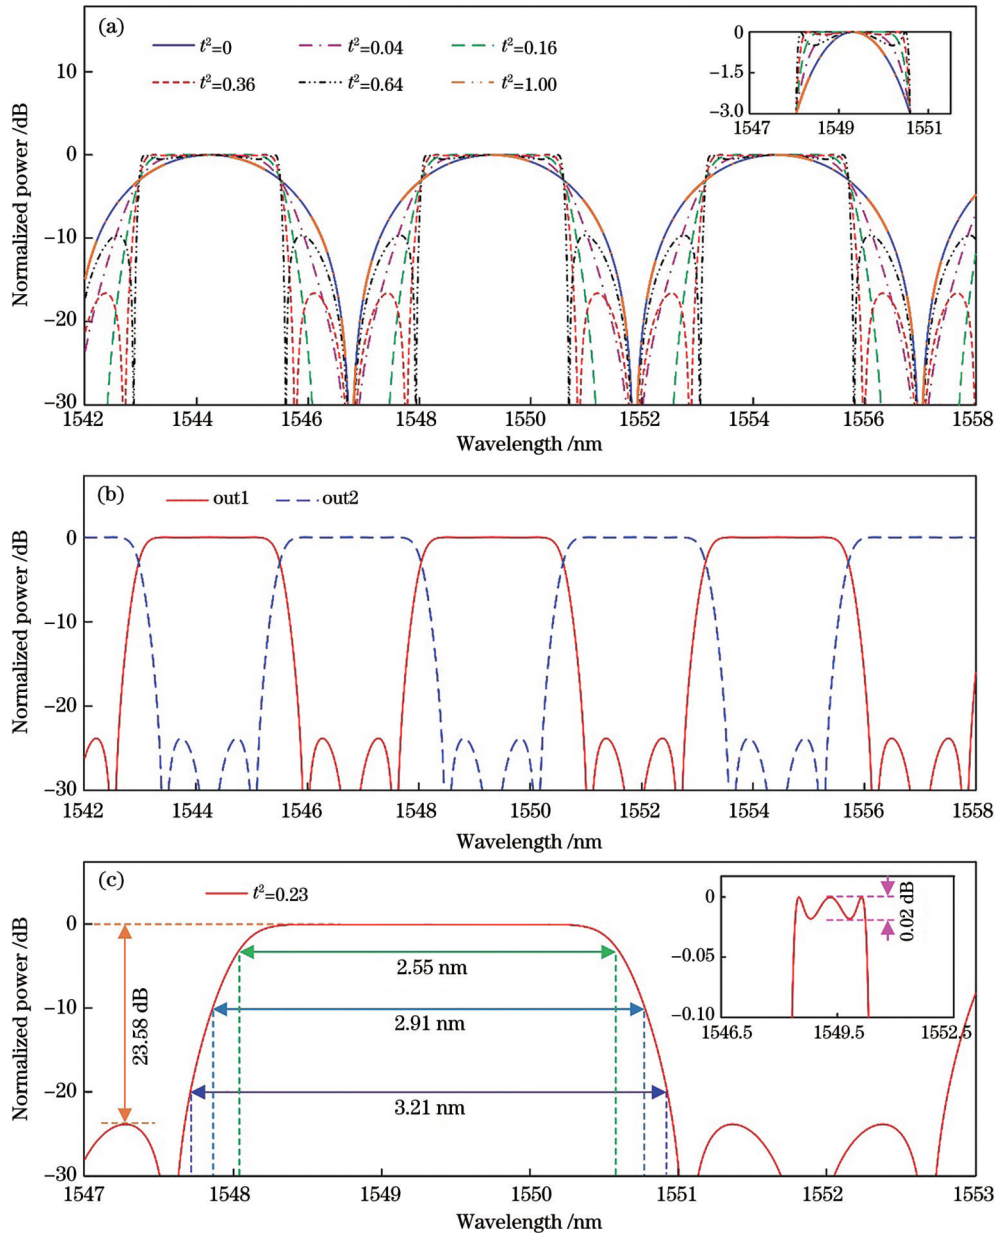 (a)
t²=0
t²=0.04
t²=0.16
t²=0.36
t²=0.64
t²=1.00
Normalized power /dB
10
0
−10
−20
−30
0
−1.5
−3.0
1547 1549 1551
1542 1544 1546 1548 1550 1552 1554 1556 1558
Wavelength /nm
(b)
out1
out2
Normalized power /dB
0
−10
−20
−30
1542 1544 1546 1548 1550 1552 1554 1556 1558
Wavelength /nm
(c)
t²=0.23
Normalized power /dB
0
−10
−20
−30
23.58 dB
2.55 nm
2.91 nm
3.21 nm
0
−0.05
−0.10
0.02 dB
1546.5 1549.5 1552.5
1547 1548 1549 1550 1551 1552 1553
Wavelength /nm